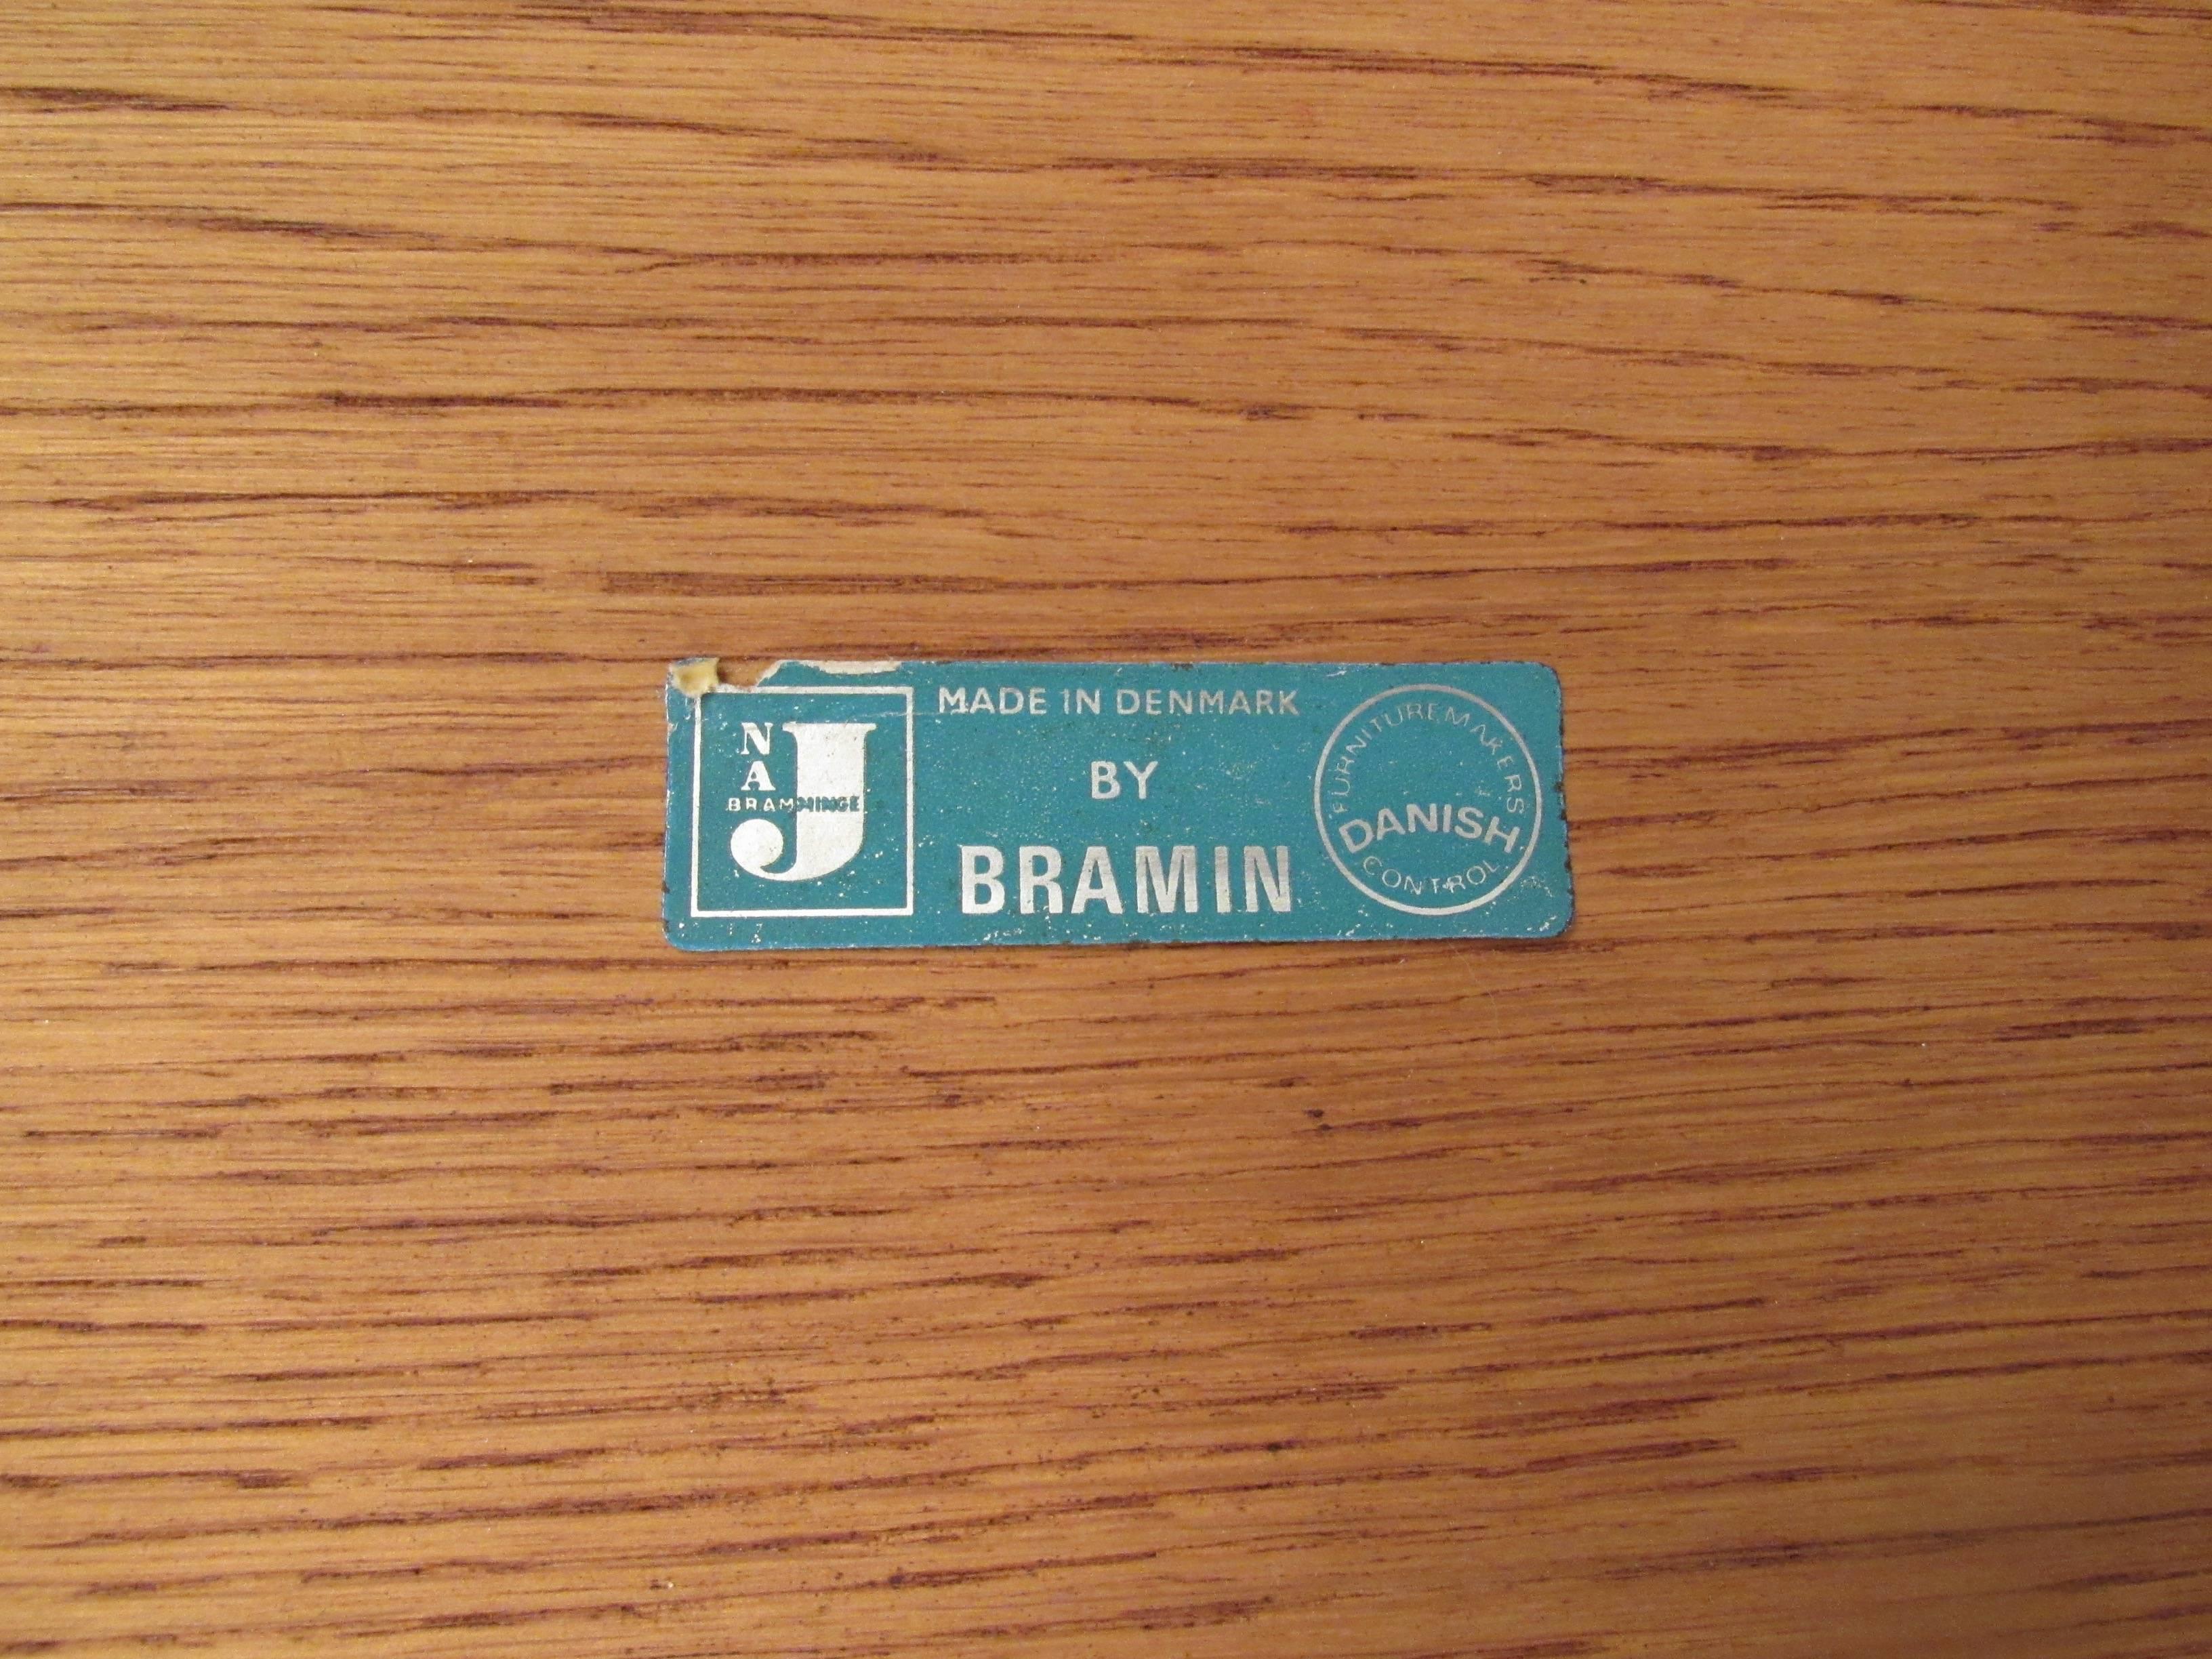 N
A
J
BRAMMINGE
MADE IN DENMARK
BY
BRAMIN
FURNITUREMAKERS
DANISH
CONTROL